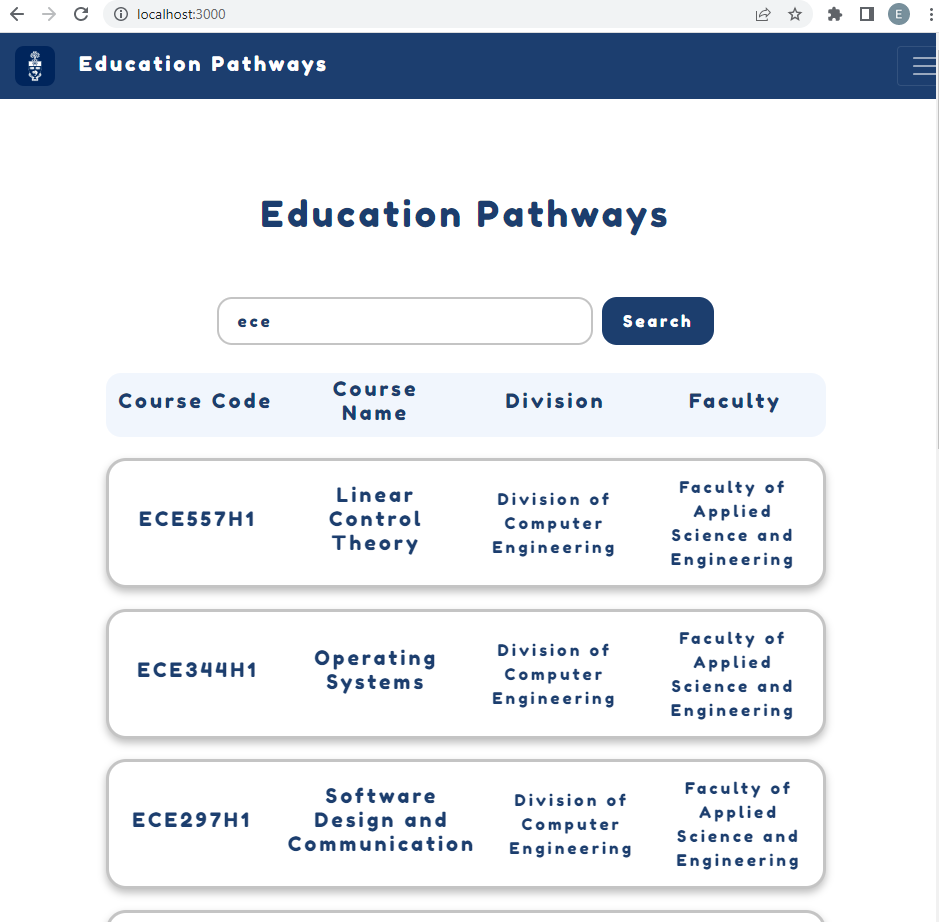 localhost:3000
E
Education Pathways
Education Pathways
ece
Search
Course Code
Course
Name
Division
Faculty
ECE557H1
Linear
Control
Theory
Division of
Computer
Engineering
Faculty of
Applied
Science and
Engineering
ECE344H1
Operating
Systems
Division of
Computer
Engineering
Faculty of
Applied
Science and
Engineering
ECE297H1
Software
Design and
Communication
Division of
Computer
Engineering
Faculty of
Applied
Science and
Engineering